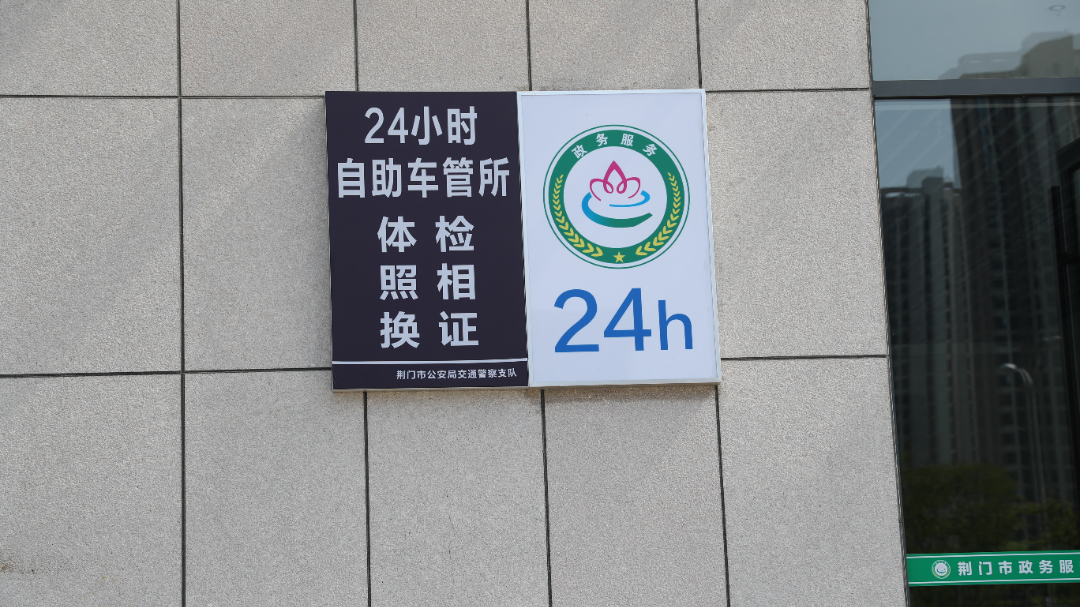 24小时
自助车管所
体检
照相
换证
荆门市公安局交通警察支队
政务服务
24h
荆门市政务服